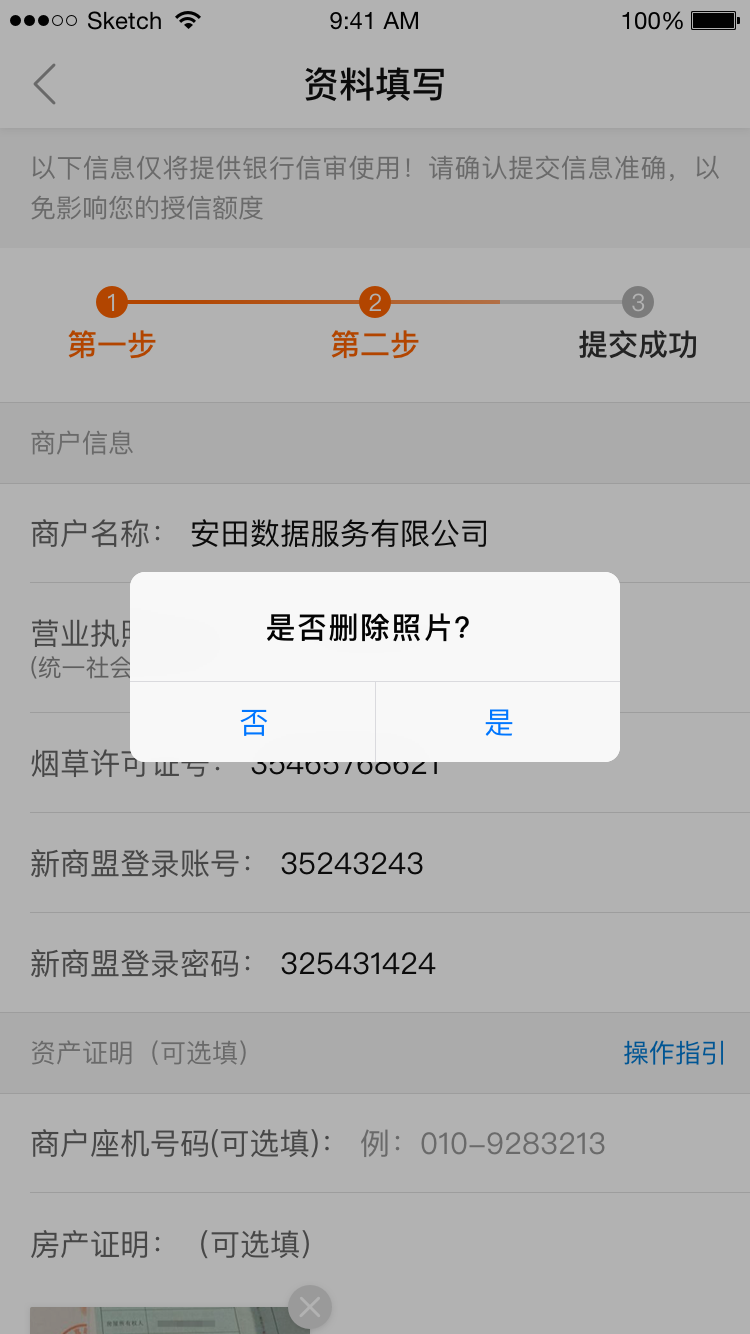 Sketch 9:41 AM 100%
资料填写
以下信息仅将提供银行信审使用！请确认提交信息准确，以
免影响您的授信额度
1 2 3
第一步 第二步 提交成功
商户信息
商户名称： 安田数据服务有限公司
营业执照
(统一社会
是否删除照片?
否 是
烟草许可证号： 35465768621
新商盟登录账号： 35243243
新商盟登录密码： 325431424
资产证明（可选填） 操作指引
商户座机号码(可选填)： 例：010-9283213
房产证明：（可选填）